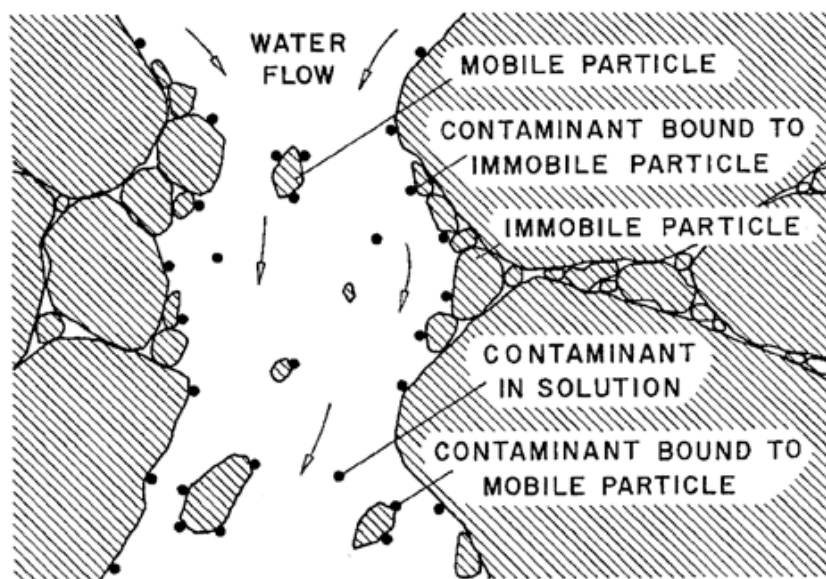 WATER
FLOW
MOBILE PARTICLE
CONTAMINANT BOUND TO
IMMOBILE PARTICLE
IMMOBILE PARTICLE
CONTAMINANT
IN SOLUTION
CONTAMINANT BOUND TO
MOBILE PARTICLE